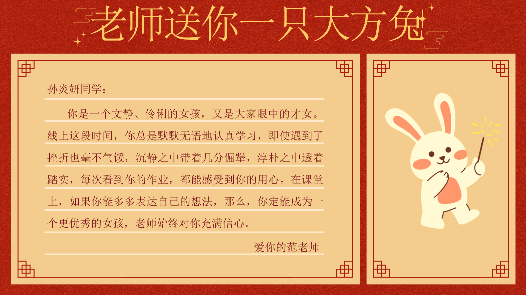 老师送你一只大方兔
孙炎妍同学：
你是一个文静、伶俐的女孩，又是大家眼中的才女。
线上这段时间，你总是默默无语地认真学习，即使遇到了
挫折也毫不气馁，沉静之中带着几分倔犟，淳朴之中透着
踏实，每次看到你的作业，都能感受到你的用心，在课堂
上，如果你能多多表达自己的想法，那么，你定能成为一
个更优秀的女孩，老师始终对你充满信心。
爱你的范老师